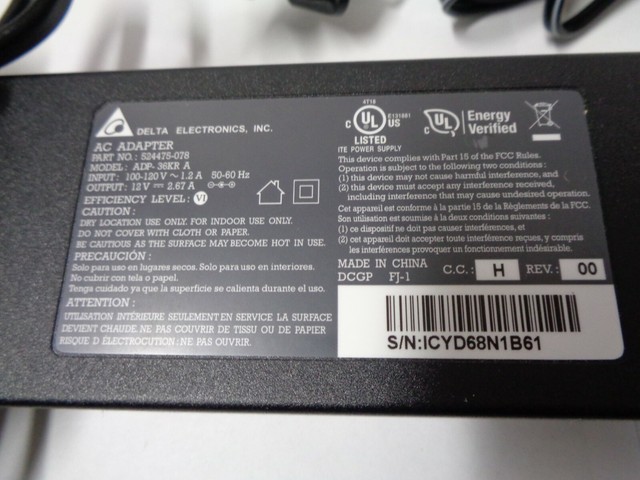 DELTA ELECTRONICS, INC.
AC ADAPTER
PART NO.: 524475-078
MODEL: ADP-36KR A
INPUT: 100-120 V ~ 1.2 A 50-60 Hz
OUTPUT: 12 V ⎓ 2.67 A
EFFICIENCY LEVEL: VI
CAUTION:
DRY LOCATION USE ONLY. FOR INDOOR USE ONLY.
DO NOT COVER WITH CLOTH OR PAPER.
BE CAUTIOUS AS THE SURFACE MAY BECOME HOT IN USE.
PRECAUCIÓN:
Solo para uso en lugares secos. Solo para uso en interiores.
No cubrir con tela o papel.
Tenga cuidado ya que la superficie se calienta durante el uso.
ATTENTION:
UTILISATION INTÉRIEURE SEULEMENT EN SERVICE LA SURFACE
DEVIENT CHAUDE. NE PAS COUVRIR DE TISSU OU DE PAPIER
RISQUE D ÉLECTROCUTION: NE PAS OUVRIR.
4T18
c UL US E131881
LISTED
ITE POWER SUPPLY
c UL US Energy
Verified
This device complies with Part 15 of the FCC Rules.
Operation is subject to the following two conditions:
(1) this device may not cause harmful interference, and
(2) this device must accept any interference received,
including interference that may cause undesired operation.
Cet appareil est conforme à la partie 15 de la Règlements de la FCC.
Son utilisation est soumise à deux conditions suivantes:
(1) ce dispositif ne doit pas causer interférences, et
(2) cet appareil doit accepter toute interférence reçues, y compris
les interférences provoquer un fonctionnement indésirable.
MADE IN CHINA C.C.: H REV.: 00
DCGP FJ-1
S/N:ICYD68N1B61